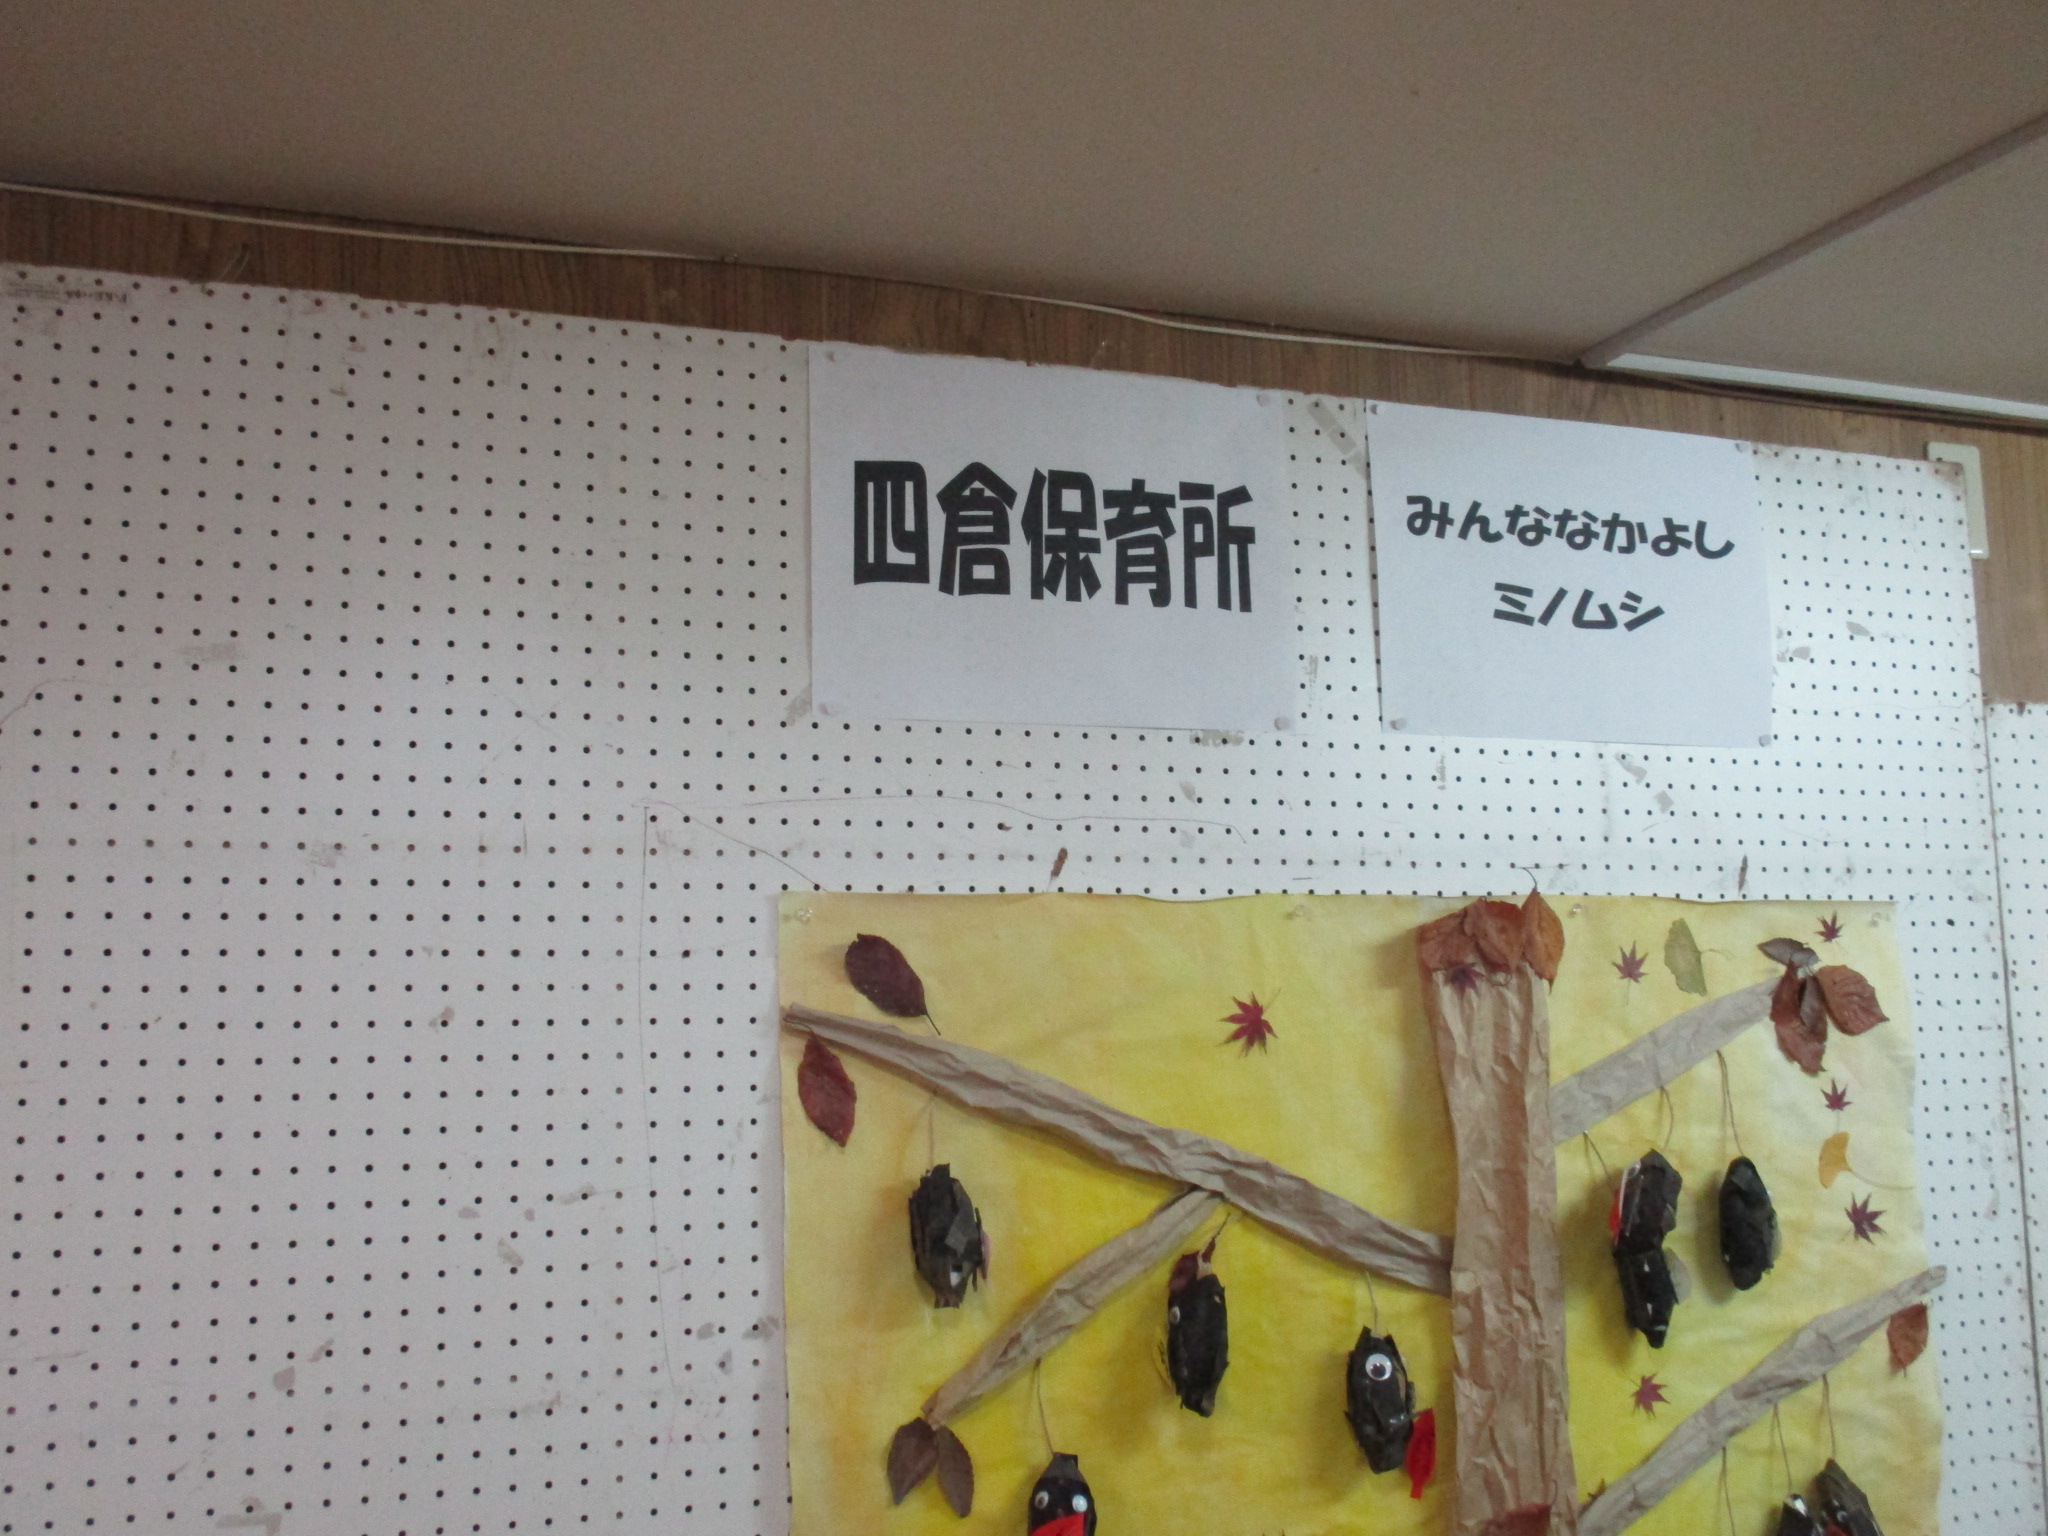 四倉保育所
みんななかよし
ミノムシ